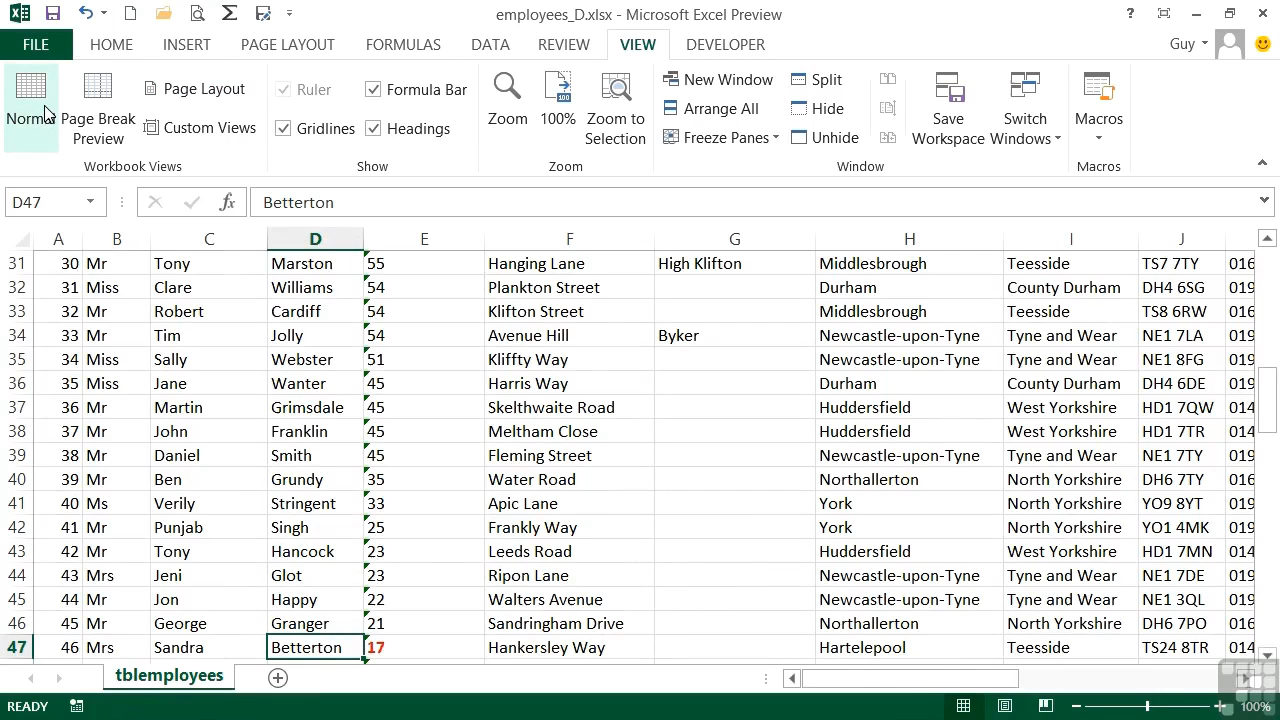 employees_D.xlsx - Microsoft Excel Preview
FILE HOME INSERT PAGE LAYOUT FORMULAS DATA REVIEW VIEW DEVELOPER Guy
Normal
Page Break
Preview
Page Layout
Custom Views
Workbook Views
Ruler
Formula Bar
Gridlines
Headings
Show
Zoom
100
100%
Zoom to
Selection
Zoom
New Window
Arrange All
Freeze Panes
Split
Hide
Unhide
Save
Workspace
Switch
Windows
Window
Macros
Macros
D47 fx Betterton
A B C D E F G H I J
31 30 Mr Tony Marston 55 Hanging Lane High Klifton Middlesbrough Teesside TS7 7TY 016
32 31 Miss Clare Williams 54 Plankton Street Durham County Durham DH4 6SG 019
33 32 Mr Robert Cardiff 54 Klifton Street Middlesbrough Teesside TS8 6RW 016
34 33 Mr Tim Jolly 54 Avenue Hill Byker Newcastle-upon-Tyne Tyne and Wear NE1 7LA 019
35 34 Miss Sally Webster 51 Kliffty Way Newcastle-upon-Tyne Tyne and Wear NE1 8FG 019
36 35 Miss Jane Wanter 45 Harris Way Durham County Durham DH4 6DE 019
37 36 Mr Martin Grimsdale 45 Skelthwaite Road Huddersfield West Yorkshire HD1 7QW 014
38 37 Mr John Franklin 45 Meltham Close Huddersfield West Yorkshire HD1 7TR 014
39 38 Mr Daniel Smith 45 Fleming Street Newcastle-upon-Tyne Tyne and Wear NE1 7TY 019
40 39 Mr Ben Grundy 35 Water Road Northallerton North Yorkshire DH6 7TY 016
41 40 Ms Verily Stringent 33 Apic Lane York North Yorkshire YO9 8YT 019
42 41 Mr Punjab Singh 25 Frankly Way York North Yorkshire YO1 4MK 019
43 42 Mr Tony Hancock 23 Leeds Road Huddersfield West Yorkshire HD1 7MN 014
44 43 Mrs Jeni Glot 23 Ripon Lane Newcastle-upon-Tyne Tyne and Wear NE1 7DE 019
45 44 Mr Jon Happy 22 Walters Avenue Newcastle-upon-Tyne Tyne and Wear NE1 3QL 019
46 45 Mr George Granger 21 Sandringham Drive Northallerton North Yorkshire DH6 7PO 016
47 46 Mrs Sandra Betterton 17 Hankersley Way Hartelepool Teesside TS24 8TR 014
tblemployees
READY 100%